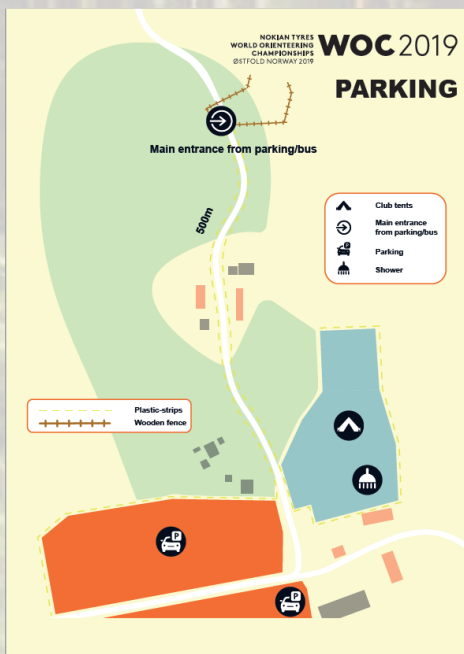 NOKIAN TYRES
WORLD ORIENTEERING
CHAMPIONSHIPS
ØSTFOLD NORWAY 2019
WOC 2019
PARKING
Main entrance from parking/bus
500m
Club tents
Main entrance
from parking/bus
Parking
Shower
Plastic-strips
Wooden fence
P
P
P